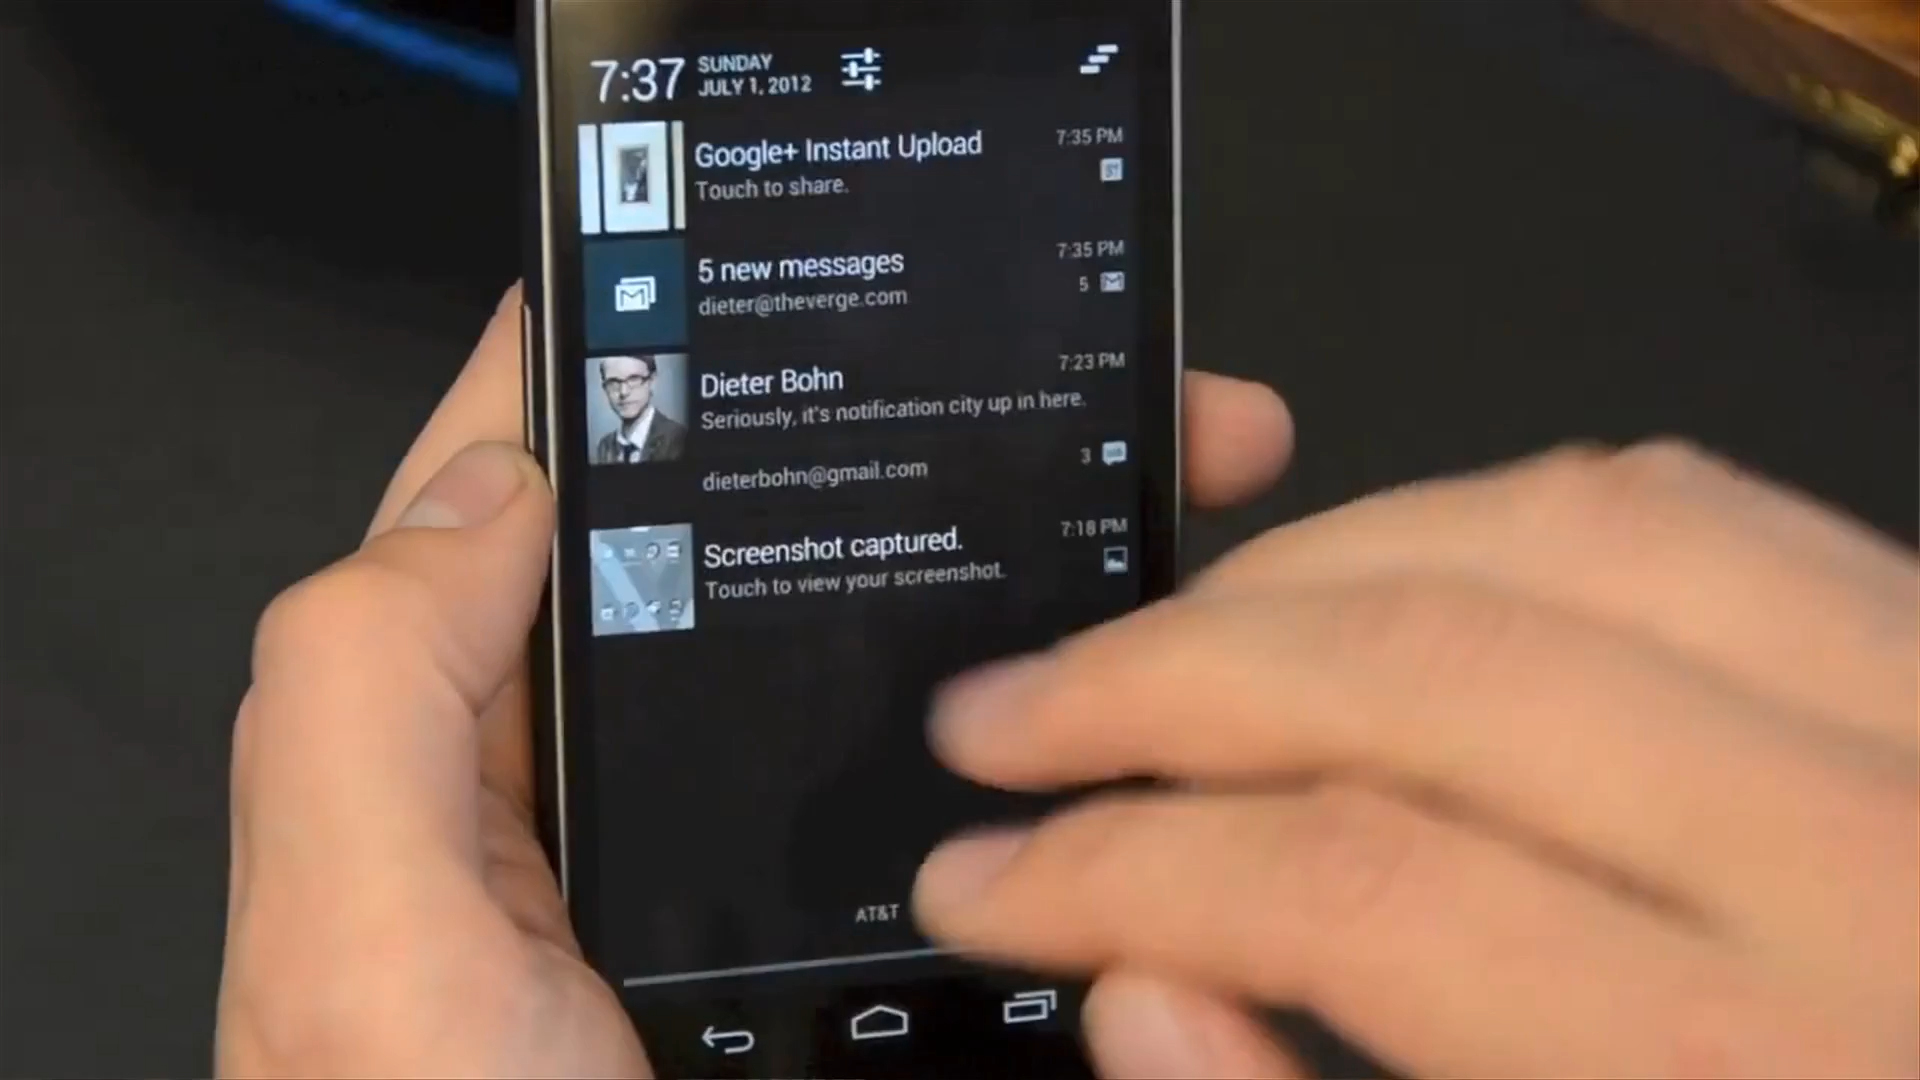 7:37
SUNDAY
JULY 1, 2012
Google+ Instant Upload
7:35 PM
Touch to share.
5 new messages
7:35 PM
dieter@theverge.com
5
Dieter Bohn
7:23 PM
Seriously, it's notification city up in here.
dieterbohn@gmail.com
3
Screenshot captured.
7:18 PM
Touch to view your screenshot.
AT&T